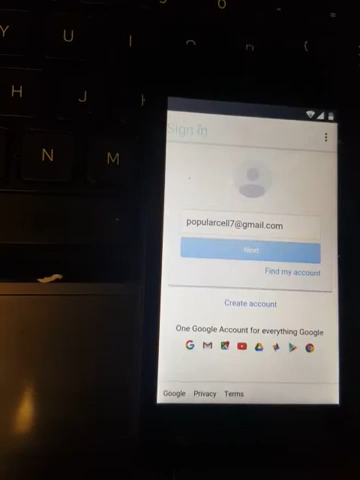 Y
U
I
H
J
N
M
Sign in
popularcell7@gmail.com
Next
Find my account
Create account
One Google Account for everything Google
Google Privacy Terms